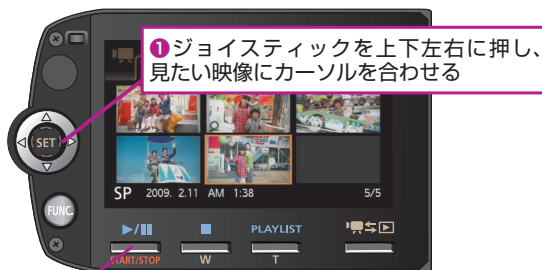 ❶ジョイスティックを上下左右に押し、
見たい映像にカーソルを合わせる
SET
SP 2009. 2.11 AM 1:38 5/5
FUNC.
PLAYLIST
START/STOP W T